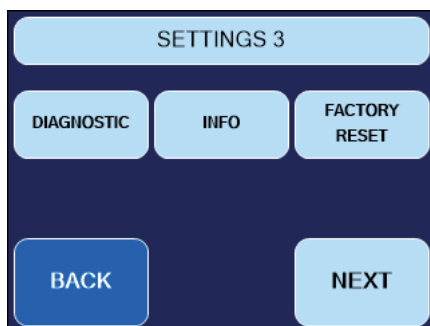 SETTINGS 3
DIAGNOSTIC
INFO
FACTORY
RESET
BACK
NEXT